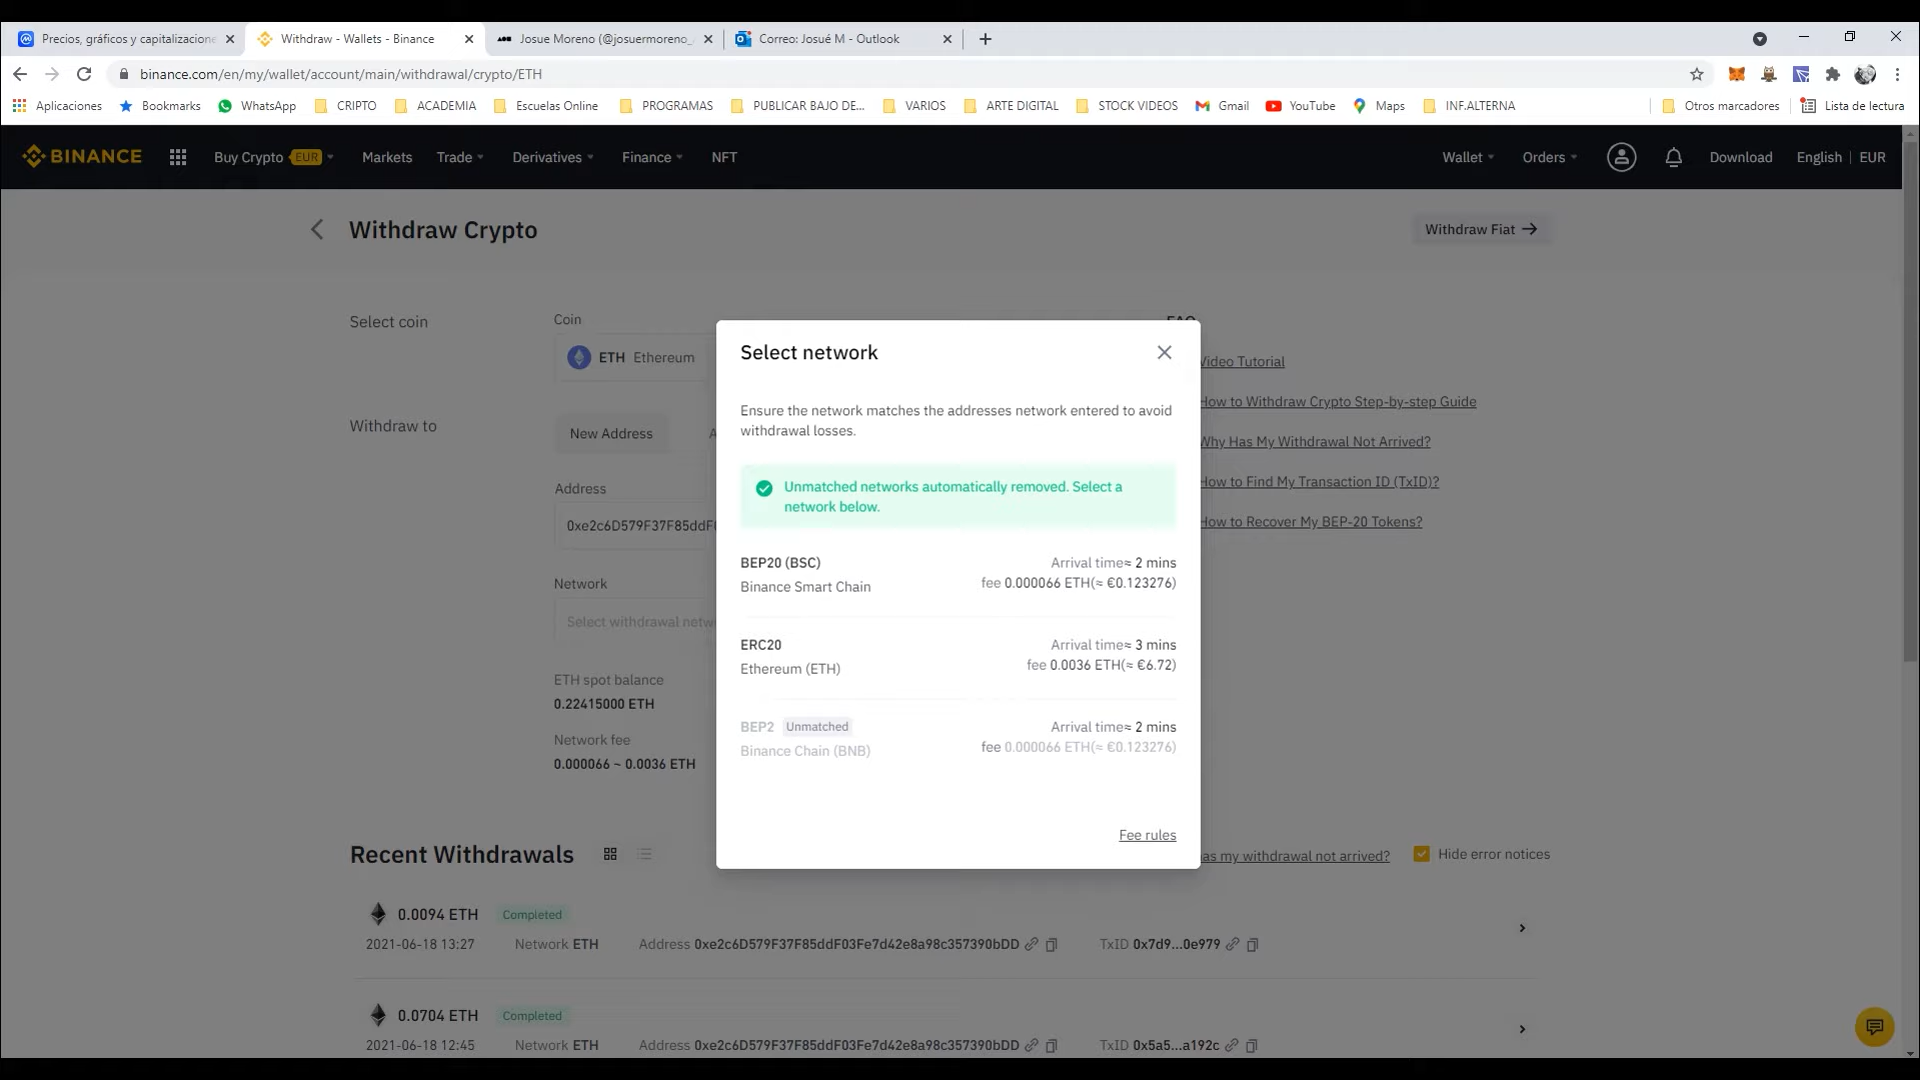 Precios, gráficos y capitalizacione
Withdraw - Wallets - Binance
Josue Moreno (@josuermoreno_
Correo: Josué M - Outlook
binance.com/en/my/wallet/account/main/withdrawal/crypto/ETH
Aplicaciones
Bookmarks
WhatsApp
CRIPTO
ACADEMIA
Escuelas Online
PROGRAMAS
PUBLICAR BAJO DE...
VARIOS
ARTE DIGITAL
STOCK VIDEOS
Gmail
YouTube
Maps
INF.ALTERNA
Otros marcadores
Lista de lectura
BINANCE
Buy Crypto EUR
Markets
Trade
Derivatives
Finance
NFT
Wallet
Orders
Download
English | EUR
Withdraw Crypto
Withdraw Fiat →
Select coin
Coin
ETH Ethereum
Withdraw to
New Address
A
Address
0xe2c6D579F37F85ddF
Network
Select withdrawal netw
ETH spot balance
0.22415000 ETH
Network fee
0.000066 ~ 0.0036 ETH
Select network
Ensure the network matches the addresses network entered to avoid
withdrawal losses.
Unmatched networks automatically removed. Select a
network below.
BEP20 (BSC)
Arrival time≈ 2 mins
Binance Smart Chain
fee 0.000066 ETH(≈ €0.123276)
ERC20
Arrival time≈ 3 mins
Ethereum (ETH)
fee 0.0036 ETH(≈ €6.72)
BEP2 Unmatched
Arrival time≈ 2 mins
Binance Chain (BNB)
fee 0.000066 ETH(≈ €0.123276)
Fee rules
FAQ
Video Tutorial
How to Withdraw Crypto Step-by-step Guide
Why Has My Withdrawal Not Arrived?
How to Find My Transaction ID (TxID)?
How to Recover My BEP-20 Tokens?
Recent Withdrawals
as my withdrawal not arrived?
Hide error notices
0.0094 ETH Completed
2021-06-18 13:27 Network ETH Address 0xe2c6D579F37F85ddF03Fe7d42e8a98c357390bDD TxID 0x7d9...0e979
0.0704 ETH Completed
2021-06-18 12:45 Network ETH Address 0xe2c6D579F37F85ddF03Fe7d42e8a98c357390bDD TxID 0x5a5...a192c